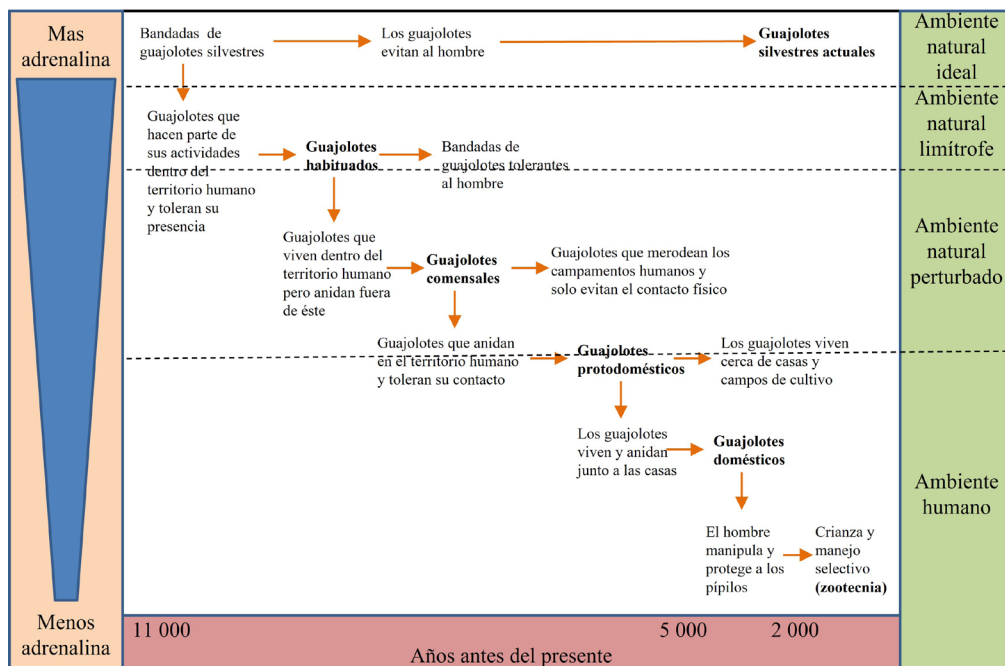 Mas
adrenalina
Bandadas de
guajolotes silvestres
Los guajolotes
evitan al hombre
Guajolotes
silvestres actuales
Ambiente
natural
ideal
Guajolotes que
hacen parte de
sus actividades
dentro del
territorio humano
y toleran su
presencia
Guajolotes
habituados
Bandadas de
guajolotes tolerantes
al hombre
Ambiente
natural
limítrofe
Guajolotes que
viven dentro del
territorio humano
pero anidan fuera
de éste
Guajolotes
comensales
Guajolotes que merodean los
campamentos humanos y
solo evitan el contacto físico
Ambiente
natural
perturbado
Guajolotes que anidan
en el territorio humano
y toleran su contacto
Guajolotes
protodomésticos
Los guajolotes viven
cerca de casas y
campos de cultivo
Los guajolotes
viven y anidan
junto a las casas
Guajolotes
domésticos
Ambiente
humano
El hombre
manipula y
protege a los
pípilos
Crianza y
manejo
selectivo
(zootecnia)
Menos
adrenalina
11 000
5 000
2 000
Años antes del presente